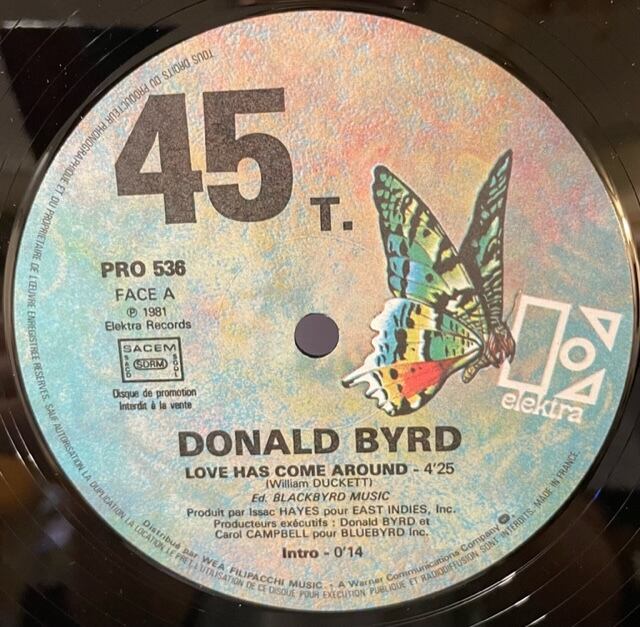 45 T.
PRO 536
FACE A
℗ 1981
Elektra Records
SACEM
SACD SDRM SGDL
Disque de promotion
Interdit à la vente
elektra
DONALD BYRD
LOVE HAS COME AROUND - 4'25
(William DUCKETT)
Ed. BLACKBYRD MUSIC
Produit par Issac HAYES pour EAST INDIES, Inc.
Producteurs exécutifs : Donald BYRD et
Carol CAMPBELL pour BLUEBYRD Inc.
Intro - 0'14
Distribué par WEA FILIPACCHI MUSIC - A Warner Communications Company
TOUS DROITS DU PRODUCTEUR PHONOGRAPHIQUE ET DU PROPRIETAIRE DE L'ŒUVRE ENREGISTREE RESERVES. SAUF AUTORISATION LA DUPLICATION, LA LOCATION, LE PRET, L'UTILISATION DE CE DISQUE POUR EXECUTION PUBLIQUE ET RADIODIFFUSION SONT INTERDITS. MADE IN FRANCE.